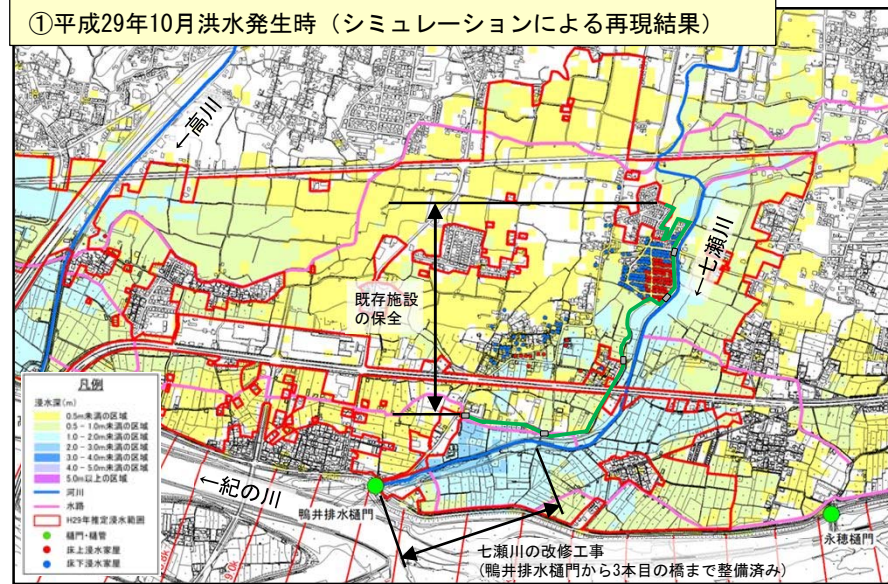 ①平成29年10月洪水発生時（シミュレーションによる再現結果）
←高川
←七瀬川
既存施設
の保全
凡例
浸水深(m)
0.5m未満の区域
0.5 - 1.0m未満の区域
1.0 - 2.0m未満の区域
2.0 - 3.0m未満の区域
3.0 - 4.0m未満の区域
4.0 - 5.0m未満の区域
5.0m以上の区域
河川
水路
H29年推定浸水範囲
樋門・樋管
床上浸水家屋
床下浸水家屋
←紀の川
鴨井排水樋門
永穂樋門
七瀬川の改修工事
（鴨井排水樋門から3本目の橋まで整備済み）